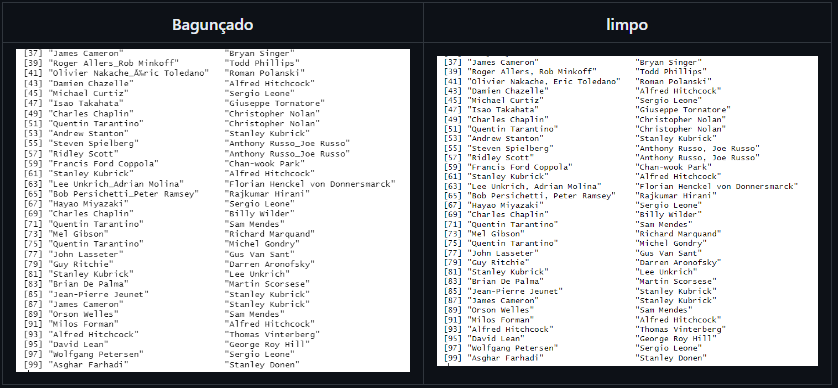 Bagunçado
[37] "James Cameron" "Bryan Singer"
[39] "Roger Allers_Rob Minkoff" "Todd Phillips"
[41] "Olivier Nakache_Ã‰ric Toledano" "Roman Polanski"
[43] "Damien Chazelle" "Alfred Hitchcock"
[45] "Michael Curtiz" "Sergio Leone"
[47] "Isao Takahata" "Giuseppe Tornatore"
[49] "Charles Chaplin" "Christopher Nolan"
[51] "Quentin Tarantino" "Christopher Nolan"
[53] "Andrew Stanton" "Stanley Kubrick"
[55] "Steven Spielberg" "Anthony Russo_Joe Russo"
[57] "Ridley Scott" "Anthony Russo_Joe Russo"
[59] "Francis Ford Coppola" "Chan-wook Park"
[61] "Stanley Kubrick" "Alfred Hitchcock"
[63] "Lee Unkrich_Adrian Molina" "Florian Henckel von Donnersmarck"
[65] "Bob Persichetti_Peter Ramsey" "Rajkumar Hirani"
[67] "Hayao Miyazaki" "Sergio Leone"
[69] "Charles Chaplin" "Billy Wilder"
[71] "Quentin Tarantino" "Sam Mendes"
[73] "Mel Gibson" "Richard Marquand"
[75] "Quentin Tarantino" "Michel Gondry"
[77] "John Lasseter" "Gus Van Sant"
[79] "Guy Ritchie" "Darren Aronofsky"
[81] "Stanley Kubrick" "Lee Unkrich"
[83] "Brian De Palma" "Martin Scorsese"
[85] "Jean-Pierre Jeunet" "Stanley Kubrick"
[87] "James Cameron" "Stanley Kubrick"
[89] "Orson Welles" "Sam Mendes"
[91] "Milos Forman" "Alfred Hitchcock"
[93] "Alfred Hitchcock" "Thomas Vinterberg"
[95] "David Lean" "George Roy Hill"
[97] "Wolfgang Petersen" "Sergio Leone"
[99] "Asghar Farhadi" "Stanley Donen"
limpo
[37] "James Cameron" "Bryan Singer"
[39] "Roger Allers, Rob Minkoff" "Todd Phillips"
[41] "Olivier Nakache, Eric Toledano" "Roman Polanski"
[43] "Damien Chazelle" "Alfred Hitchcock"
[45] "Michael Curtiz" "Sergio Leone"
[47] "Isao Takahata" "Giuseppe Tornatore"
[49] "Charles Chaplin" "Christopher Nolan"
[51] "Quentin Tarantino" "Christopher Nolan"
[53] "Andrew Stanton" "Stanley Kubrick"
[55] "Steven Spielberg" "Anthony Russo, Joe Russo"
[57] "Ridley Scott" "Anthony Russo, Joe Russo"
[59] "Francis Ford Coppola" "Chan-wook Park"
[61] "Stanley Kubrick" "Alfred Hitchcock"
[63] "Lee Unkrich, Adrian Molina" "Florian Henckel von Donnersmarck"
[65] "Bob Persichetti, Peter Ramsey" "Rajkumar Hirani"
[67] "Hayao Miyazaki" "Sergio Leone"
[69] "Charles Chaplin" "Billy Wilder"
[71] "Quentin Tarantino" "Sam Mendes"
[73] "Mel Gibson" "Richard Marquand"
[75] "Quentin Tarantino" "Michel Gondry"
[77] "John Lasseter" "Gus Van Sant"
[79] "Guy Ritchie" "Darren Aronofsky"
[81] "Stanley Kubrick" "Lee Unkrich"
[83] "Brian De Palma" "Martin Scorsese"
[85] "Jean-Pierre Jeunet" "Stanley Kubrick"
[87] "James Cameron" "Stanley Kubrick"
[89] "Orson Welles" "Sam Mendes"
[91] "Milos Forman" "Alfred Hitchcock"
[93] "Alfred Hitchcock" "Thomas Vinterberg"
[95] "David Lean" "George Roy Hill"
[97] "Wolfgang Petersen" "Sergio Leone"
[99] "Asghar Farhadi" "Stanley Donen"